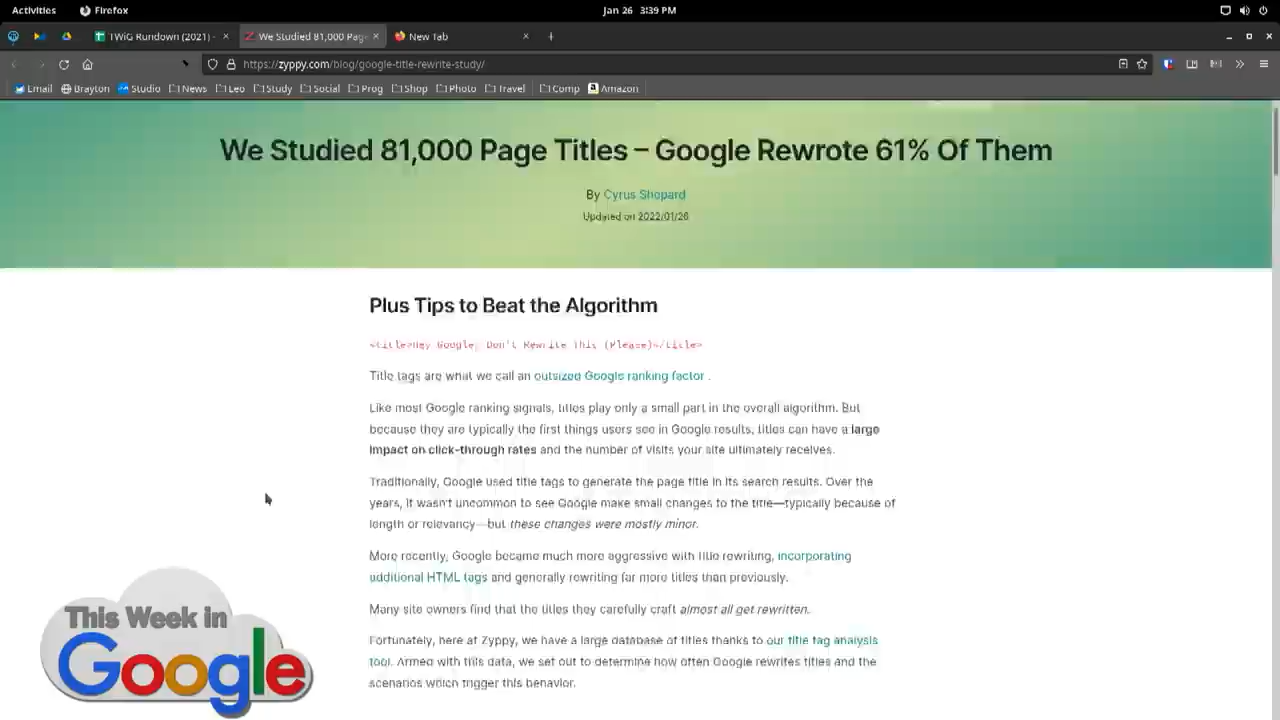 Activities
Firefox
Jan 26 3:39 PM
TWiG Rundown (2021) -
We Studied 81,000 Page
New Tab
https://zyppy.com/blog/google-title-rewrite-study/
Email
Brayton
Studio
News
Leo
Study
Social
Prog
Shop
Photo
Travel
Comp
Amazon
We Studied 81,000 Page Titles – Google Rewrote 61% Of Them
By Cyrus Shepard
Updated on 2022/01/26
Plus Tips to Beat the Algorithm
<title>Hey Google, Don't Rewrite This (Please)</title>
Title tags are what we call an outsized Google ranking factor .
Like most Google ranking signals, titles play only a small part in the overall algorithm. But
because they are typically the first things users see in Google results, titles can have a large
impact on click-through rates and the number of visits your site ultimately receives.
Traditionally, Google used title tags to generate the page title in its search results. Over the
years, it wasn't uncommon to see Google make small changes to the title—typically because of
length or relevancy—but these changes were mostly minor.
More recently, Google became much more aggressive with title rewriting, incorporating
additional HTML tags and generally rewriting far more titles than previously.
Many site owners find that the titles they carefully craft almost all get rewritten.
Fortunately, here at Zyppy, we have a large database of titles thanks to our title tag analysis
tool. Armed with this data, we set out to determine how often Google rewrites titles and the
scenarios which trigger this behavior.
This Week in
Google